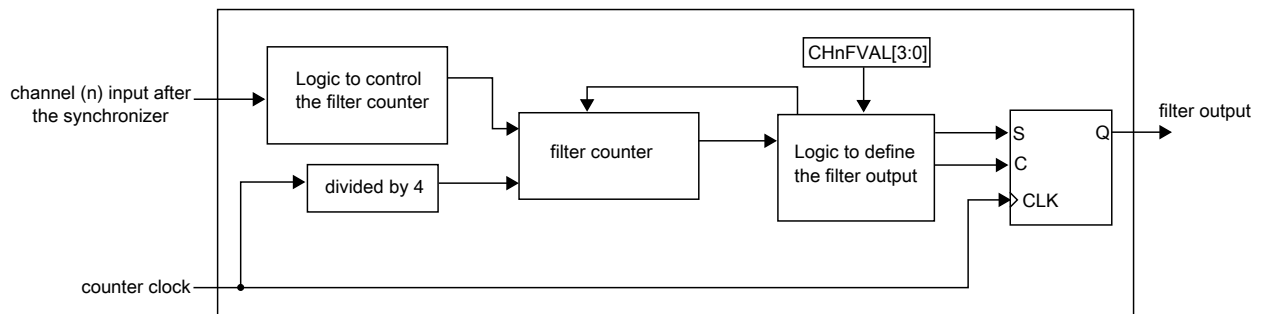 CHnFVAL[3:0]
Logic to control
the filter counter
channel (n) input after
the synchronizer
filter output
S
Q
filter counter
Logic to define
the filter output
C
divided by 4
CLK
counter clock